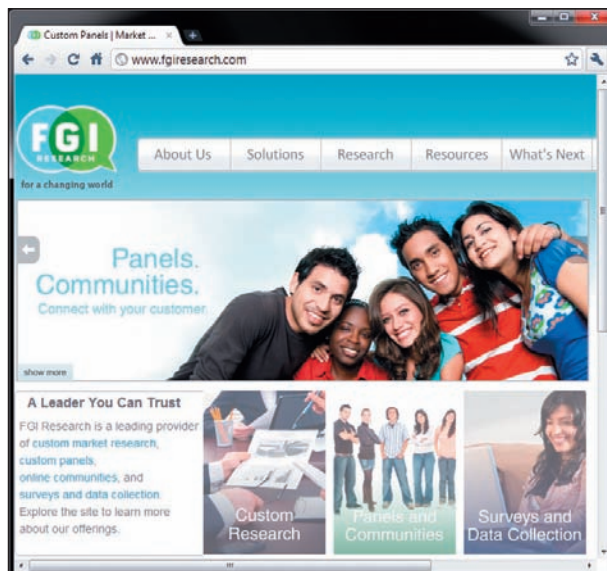 Custom Panels | Market ...
www.fgiresearch.com
FGI
RESEARCH
for a changing world
About Us Solutions Research Resources What's Next
Panels.
Communities.
Connect with your customer.
show more
A Leader You Can Trust
FGI Research is a leading provider
of custom market research,
custom panels,
online communities, and
surveys and data collection.
Explore the site to learn more
about our offerings.
Custom
Research
Panels and
Communities
Surveys and
Data Collection